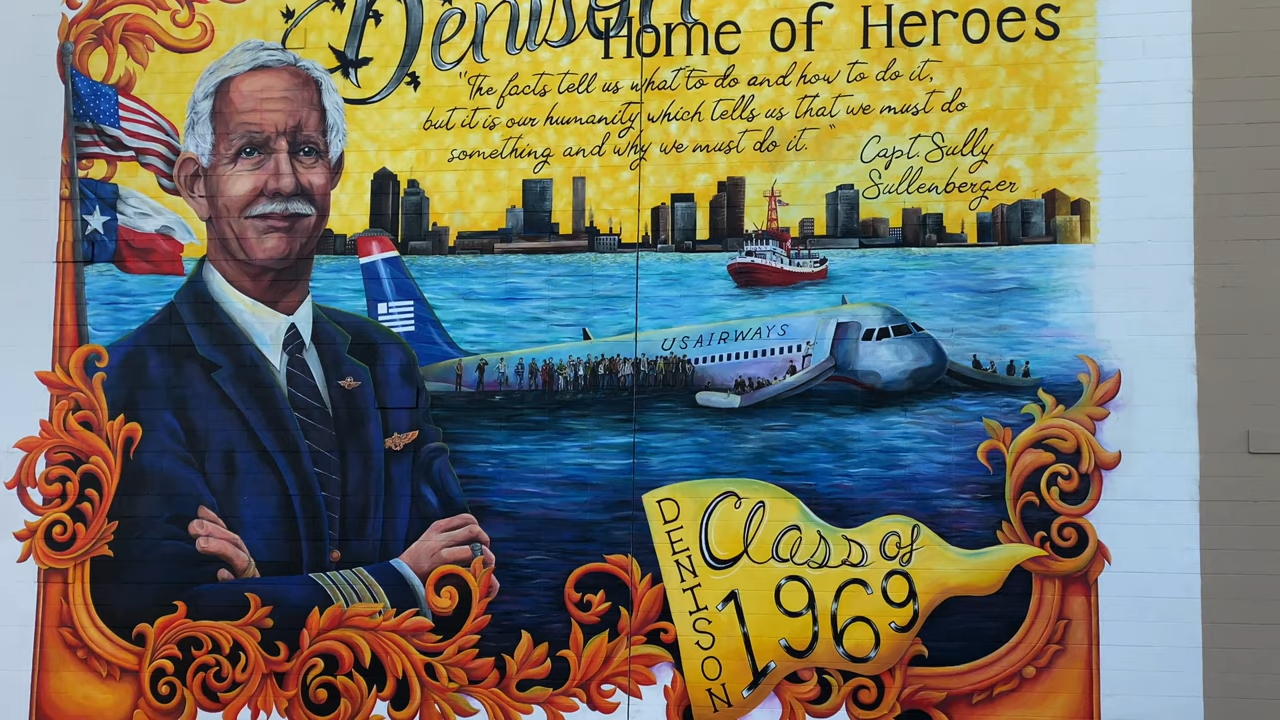 Denison
Home of Heroes
"The facts tell us what to do and how to do it,
but it is our humanity which tells us that we must do
something and why we must do it."
Capt. Sully
Sullenberger
USAIRWAYS
DENISON
Class of
1969